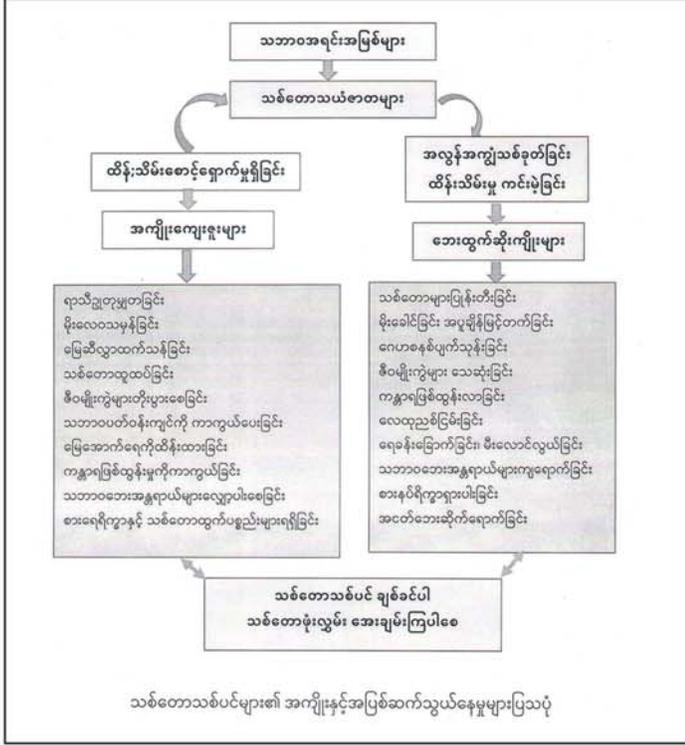 သဘာဝအရင်းအမြစ်များ
သစ်တောသယံဇာတများ
ထိန်;သိမ်းစောင့်ရှောက်မှုရှိခြင်း
အကျိုးကျေးဇူးများ
ရာသီဥတုမျှတခြင်း
မိုးလေဝသမှန်ခြင်း
မြေဆီလွှာထက်သန်ခြင်း
သစ်တောထူထပ်ခြင်း
ဇီဝမျိုးကွဲများတိုးပွားစေခြင်း
သဘာဝပတ်ဝန်းကျင်ကို ကာကွယ်ပေးခြင်း
မြေအောက်ရေကိုထိန်းထားခြင်း
ကန္တာရဖြစ်ထွန်းမှုကိုကာကွယ်ခြင်း
သဘာဝဘေးအန္တရာယ်များလျှော့ပါးစေခြင်း
စားရေရိက္ခာနှင့် သစ်တောထွက်ပစ္စည်းများရရှိခြင်း
အလွန်အကျွံသစ်ခုတ်ခြင်း
ထိန်းသိမ်းမှု ကင်းမဲ့ခြင်း
ဘေးထွက်ဆိုးကျိုးများ
သစ်တောများပြုန်းတီးခြင်း
မိုးခေါင်ခြင်း အပူချိန်မြင့်တက်ခြင်း
ဂေဟစနစ်ပျက်သုန်းခြင်း
ဇီဝမျိုးကွဲများ သေဆုံးခြင်း
ကန္တာရဖြစ်ထွန်းလာခြင်း
လေထုညစ်ငြမ်းခြင်း
ရေခန်းခြောက်ခြင်း၊ မီးလောင်လွယ်ခြင်း
သဘာဝဘေးအန္တရာယ်များကျရောက်ခြင်း
စားနပ်ရိက္ခာရှားပါးခြင်း
အငတ်ဘေးဆိုက်ရောက်ခြင်း
သစ်တောသစ်ပင် ချစ်ခင်ပါ
သစ်တောဖုံးလွှမ်း အေးချမ်းကြပါစေ
သစ်တောသစ်ပင်များ၏ အကျိုးနှင့်အပြစ်ဆက်သွယ်နေမှုများပြသပုံ